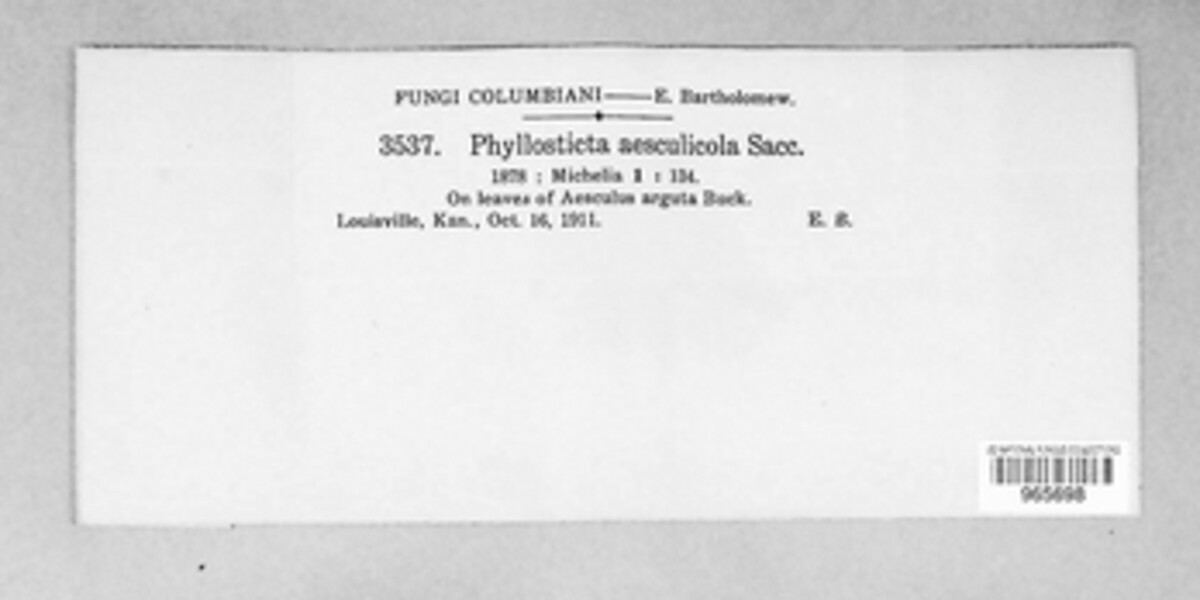 FUNGI COLUMBIANI——E. Bartholomew.
3537. Phyllosticta aesculicola Sacc.
1878 : Michelia 1 : 134.
On leaves of Aesculus arguta Buck.
Louisville, Kan., Oct. 16, 1911. E. B.
965698